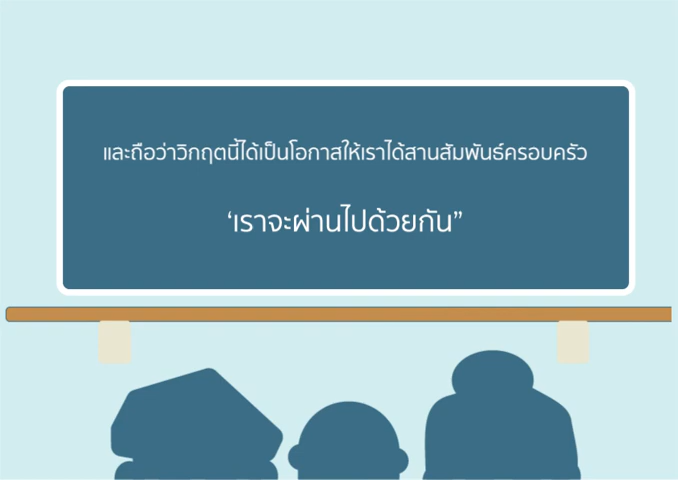 และถือว่าวิกฤตนี้ได้เป็นโอกาสให้เราได้สานสัมพันธ์ครอบครัว
‘เราจะผ่านไปด้วยกัน”